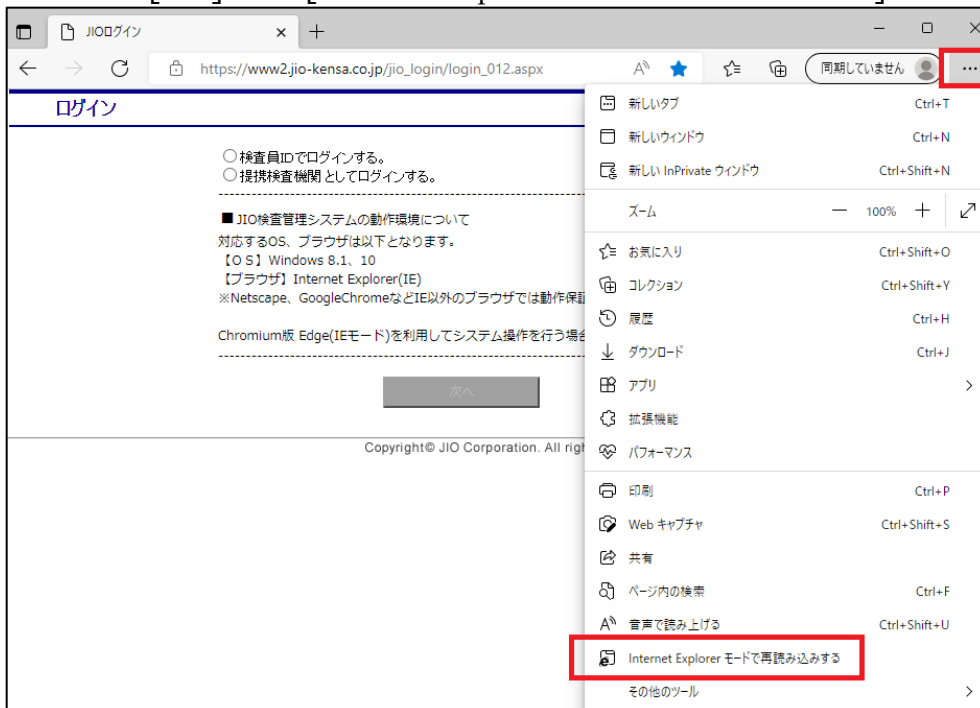 JIOログイン
https://www2.jio-kensa.co.jp/jio_login/login_012.aspx
同期していません
ログイン
検査員IDでログインする。
提携検査機関としてログインする。
■ JIO検査管理システムの動作環境について
対応するOS、ブラウザは以下となります。
【OS】Windows 8.1、10
【ブラウザ】Internet Explorer(IE)
※Netscape、GoogleChromeなどIE以外のブラウザでは動作保証
Chromium版 Edge(IEモード)を利用してシステム操作を行う場合
次へ
Copyright© JIO Corporation. All righ
新しいタブ Ctrl+T
新しいウィンドウ Ctrl+N
新しい InPrivate ウィンドウ Ctrl+Shift+N
ズーム 100%
お気に入り Ctrl+Shift+O
コレクション Ctrl+Shift+Y
履歴 Ctrl+H
ダウンロード Ctrl+J
アプリ
拡張機能
パフォーマンス
印刷 Ctrl+P
Web キャプチャ Ctrl+Shift+S
共有
ページ内の検索 Ctrl+F
音声で読み上げる Ctrl+Shift+U
Internet Explorer モードで再読み込みする
その他のツール